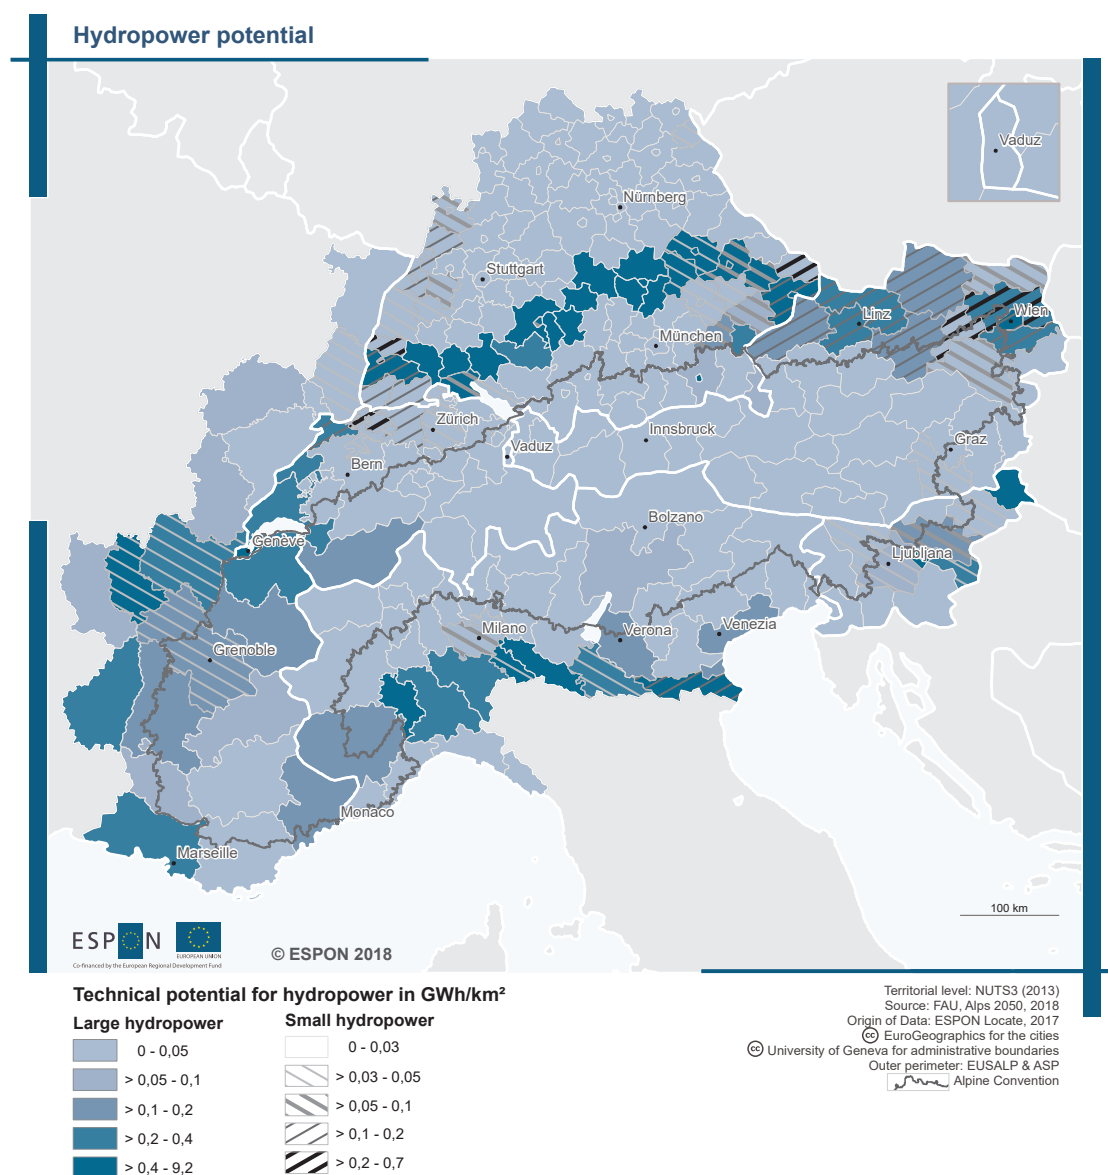 Hydropower potential
Vaduz
Nürnberg
Stuttgart
Linz
Wien
München
Zürich
Innsbruck
Graz
Vaduz
Bern
Bolzano
Genève
Ljubljana
Milano
Verona
Venezia
Grenoble
Monaco
Marseille
100 km
ESPON
EUROPEAN UNION
Co-financed by the European Regional Development Fund
© ESPON 2018
Technical potential for hydropower in GWh/km²
Large hydropower
0 - 0,05
> 0,05 - 0,1
> 0,1 - 0,2
> 0,2 - 0,4
> 0,4 - 9,2
Small hydropower
0 - 0,03
> 0,03 - 0,05
> 0,05 - 0,1
> 0,1 - 0,2
> 0,2 - 0,7
Territorial level: NUTS3 (2013)
Source: FAU, Alps 2050, 2018
Origin of Data: ESPON Locate, 2017
cc EuroGeographics for the cities
cc University of Geneva for administrative boundaries
Outer perimeter: EUSALP & ASP
Alpine Convention